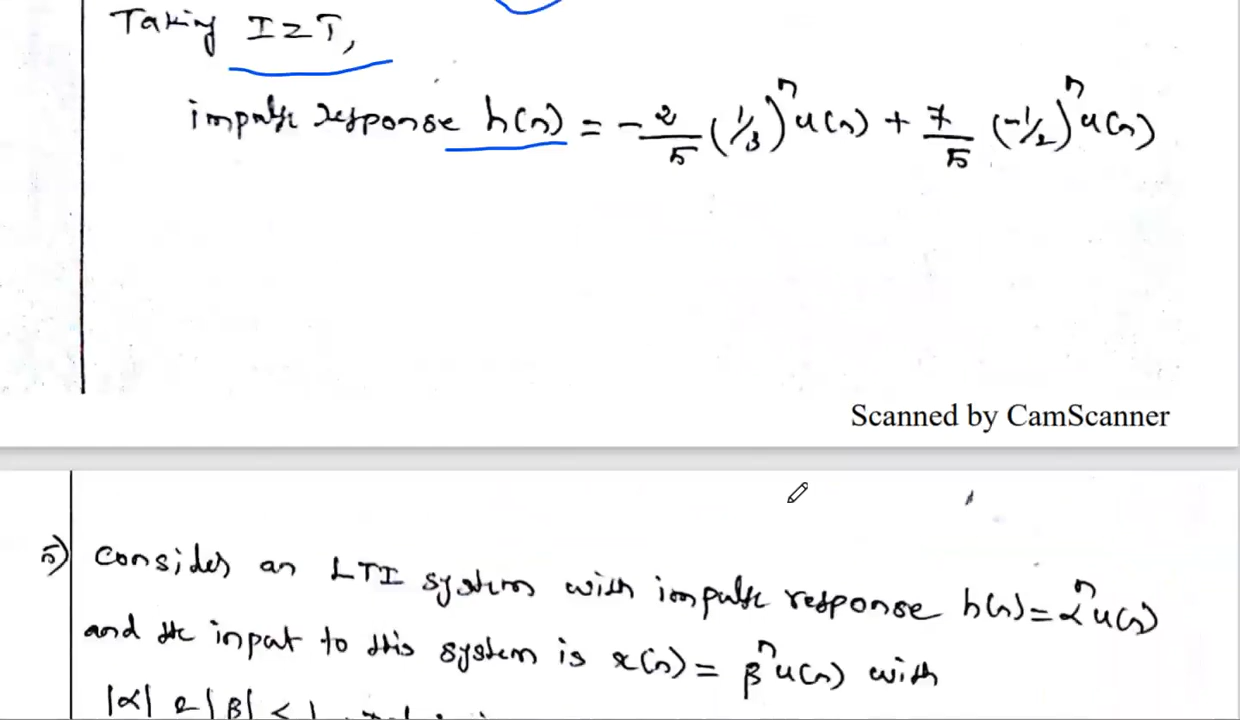 Taking IZT,
impulse response h(n) = -2/5 (1/3)^n u(n) + 7/5 (-1/2)^n u(n)
Scanned by CamScanner
5) Consider an LTI system with impulse response h(n) = α^n u(n)
and the input to this system is x(n) = β^n u(n) with
|α| & |β| < 1